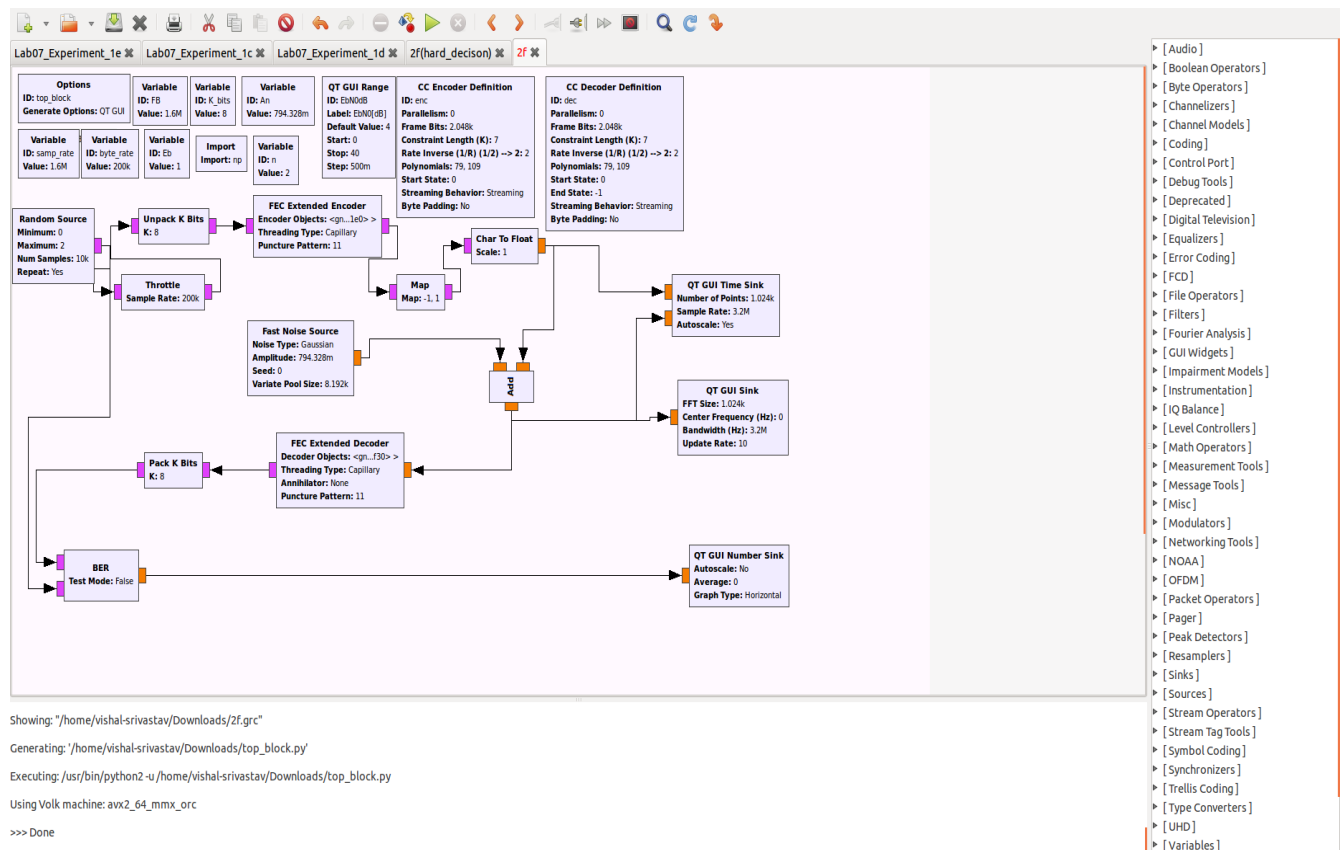 Lab07_Experiment_1e Lab07_Experiment_1c Lab07_Experiment_1d 2f(hard_decison) 2f
Options
ID: top_block
Generate Options: QT GUI
Variable
ID: FB
Value: 1.6M
Variable
ID: K_bits
Value: 8
Variable
ID: An
Value: 794.328m
QT GUI Range
ID: EbN0dB
Label: EbN0[dB]
Default Value: 4
Start: 0
Stop: 40
Step: 500m
CC Encoder Definition
ID: enc
Parallelism: 0
Frame Bits: 2.048k
Constraint Length (K): 7
Rate Inverse (1/R) (1/2) --> 2: 2
Polynomials: 79, 109
Start State: 0
Streaming Behavior: Streaming
Byte Padding: No
CC Decoder Definition
ID: dec
Parallelism: 0
Frame Bits: 2.048k
Constraint Length (K): 7
Rate Inverse (1/R) (1/2) --> 2: 2
Polynomials: 79, 109
Start State: 0
End State: -1
Streaming Behavior: Streaming
Byte Padding: No
Variable
ID: samp_rate
Value: 1.6M
Variable
ID: byte_rate
Value: 200k
Variable
ID: Eb
Value: 1
Import
Import: np
Variable
ID: n
Value: 2
Random Source
Minimum: 0
Maximum: 2
Num Samples: 10k
Repeat: Yes
Unpack K Bits
K: 8
FEC Extended Encoder
Encoder Objects: <gn...1e0> >
Threading Type: Capillary
Puncture Pattern: 11
Char To Float
Scale: 1
Throttle
Sample Rate: 200k
Map
Map: -1, 1
QT GUI Time Sink
Number of Points: 1.024k
Sample Rate: 3.2M
Autoscale: Yes
Fast Noise Source
Noise Type: Gaussian
Amplitude: 794.328m
Seed: 0
Variate Pool Size: 8.192k
Add
QT GUI Sink
FFT Size: 1.024k
Center Frequency (Hz): 0
Bandwidth (Hz): 3.2M
Update Rate: 10
FEC Extended Decoder
Decoder Objects: <gn...f30> >
Threading Type: Capillary
Annihilator: None
Puncture Pattern: 11
Pack K Bits
K: 8
BER
Test Mode: False
QT GUI Number Sink
Autoscale: No
Average: 0
Graph Type: Horizontal
[ Audio ]
[ Boolean Operators ]
[ Byte Operators ]
[ Channelizers ]
[ Channel Models ]
[ Coding ]
[ Control Port ]
[ Debug Tools ]
[ Deprecated ]
[ Digital Television ]
[ Equalizers ]
[ Error Coding ]
[ FCD ]
[ File Operators ]
[ Filters ]
[ Fourier Analysis ]
[ GUI Widgets ]
[ Impairment Models ]
[ Instrumentation ]
[ IQ Balance ]
[ Level Controllers ]
[ Math Operators ]
[ Measurement Tools ]
[ Message Tools ]
[ Misc ]
[ Modulators ]
[ Networking Tools ]
[ NOAA ]
[ OFDM ]
[ Packet Operators ]
[ Pager ]
[ Peak Detectors ]
[ Resamplers ]
[ Sinks ]
[ Sources ]
[ Stream Operators ]
[ Stream Tag Tools ]
[ Symbol Coding ]
[ Synchronizers ]
[ Trellis Coding ]
[ Type Converters ]
[ UHD ]
[ Variables ]
Showing: "/home/vishal-srivastav/Downloads/2f.grc"
Generating: '/home/vishal-srivastav/Downloads/top_block.py'
Executing: /usr/bin/python2 -u /home/vishal-srivastav/Downloads/top_block.py
Using Volk machine: avx2_64_mmx_orc
>>> Done